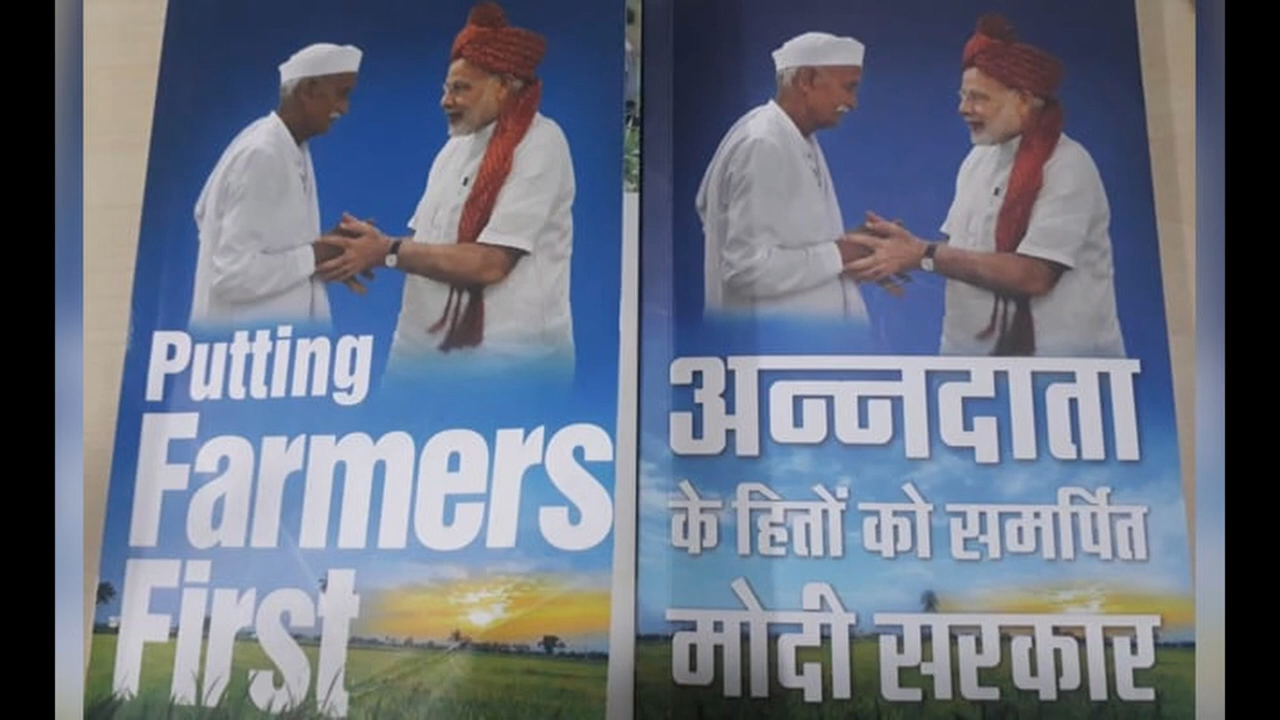 Putting
Farmers
First
अन्नदाता
के हितों को समर्पित
मोदी सरकार